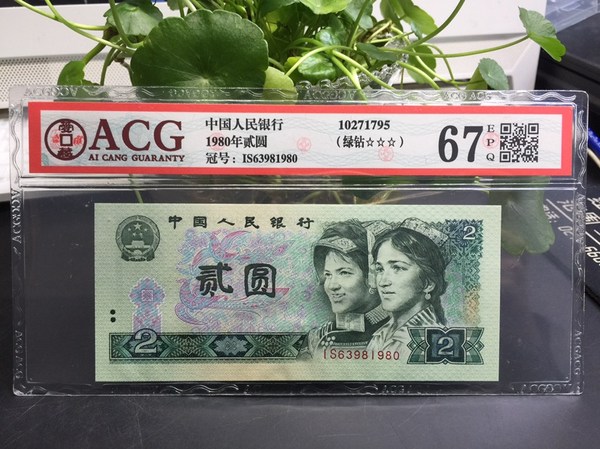 ACG
AI CANG GUARANTY
中国人民银行
1980年贰圆
冠号：IS63981980
10271795
（绿钻☆☆☆）
67
EPQ
中国人民银行
贰圆
2
2
2
IS63981980